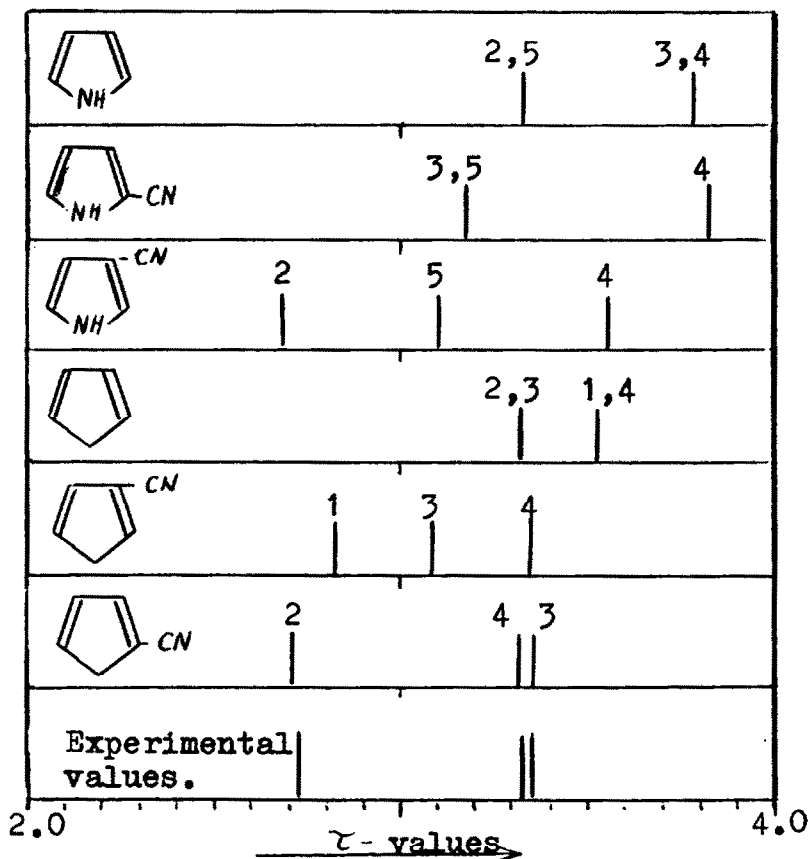 2,5 3,4
NH
3,5 4
NH -CN
-CN
2 5 4
NH
2,3 1,4
CN
1 3 4
2 4 3
-CN
Experimental
values.
2.0 4.0
τ- values